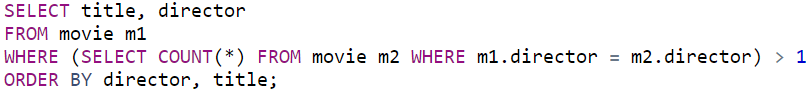 SELECT title, director
FROM movie m1
WHERE (SELECT COUNT(*) FROM movie m2 WHERE m1.director = m2.director) > 1
ORDER BY director, title;